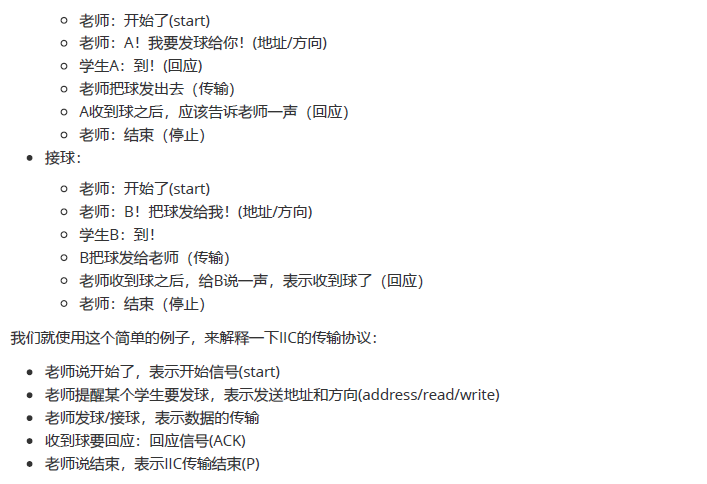 老师：开始了(start)
老师：A！我要发球给你！(地址/方向)
学生A：到！(回应)
老师把球发出去（传输）
A收到球之后，应该告诉老师一声（回应）
老师：结束（停止）
接球：
老师：开始了(start)
老师：B！把球发给我！(地址/方向)
学生B：到！
B把球发给老师（传输）
老师收到球之后，给B说一声，表示收到球了（回应）
老师：结束（停止）
我们就使用这个简单的例子，来解释一下IIC的传输协议：
老师说开始了，表示开始信号(start)
老师提醒某个学生要发球，表示发送地址和方向(address/read/write)
老师发球/接球，表示数据的传输
收到球要回应：回应信号(ACK)
老师说结束，表示IIC传输结束(P)